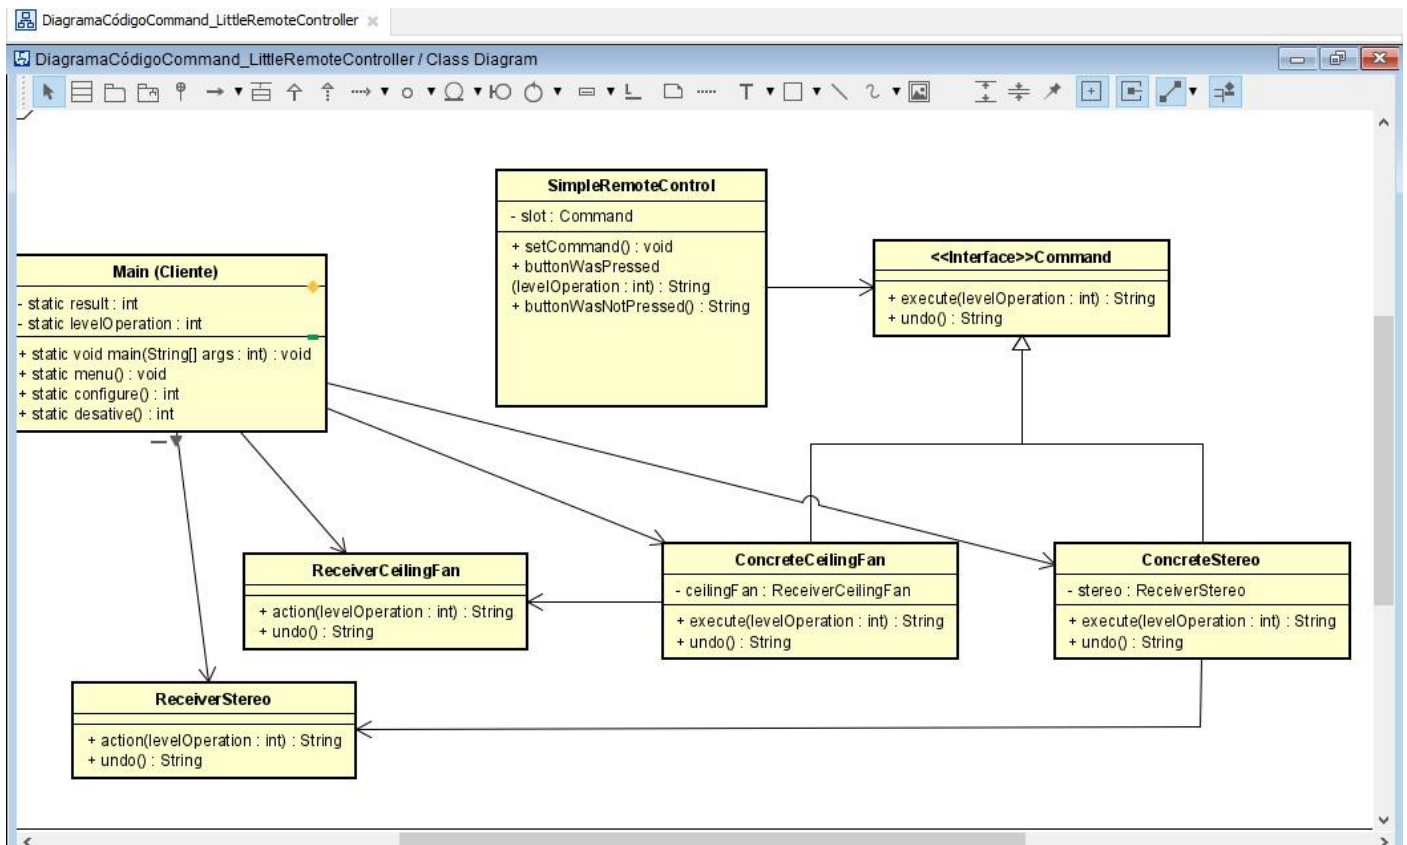 DiagramaCódigoCommand_LittleRemoteController
DiagramaCódigoCommand_LittleRemoteController / Class Diagram
SimpleRemoteControl
- slot : Command
+ setCommand() : void
+ buttonWasPressed
(levelOperation : int) : String
+ buttonWasNotPressed() : String
<<Interface>>Command
+ execute(levelOperation : int) : String
+ undo() : String
Main (Cliente)
- static result : int
- static levelOperation : int
+ static void main(String[] args : int) : void
+ static menu() : void
+ static configure() : int
+ static desative() : int
ReceiverCeilingFan
+ action(levelOperation : int) : String
+ undo() : String
ConcreteCeilingFan
- ceilingFan : ReceiverCeilingFan
+ execute(levelOperation : int) : String
+ undo() : String
ConcreteStereo
- stereo : ReceiverStereo
+ execute(levelOperation : int) : String
+ undo() : String
ReceiverStereo
+ action(levelOperation : int) : String
+ undo() : String